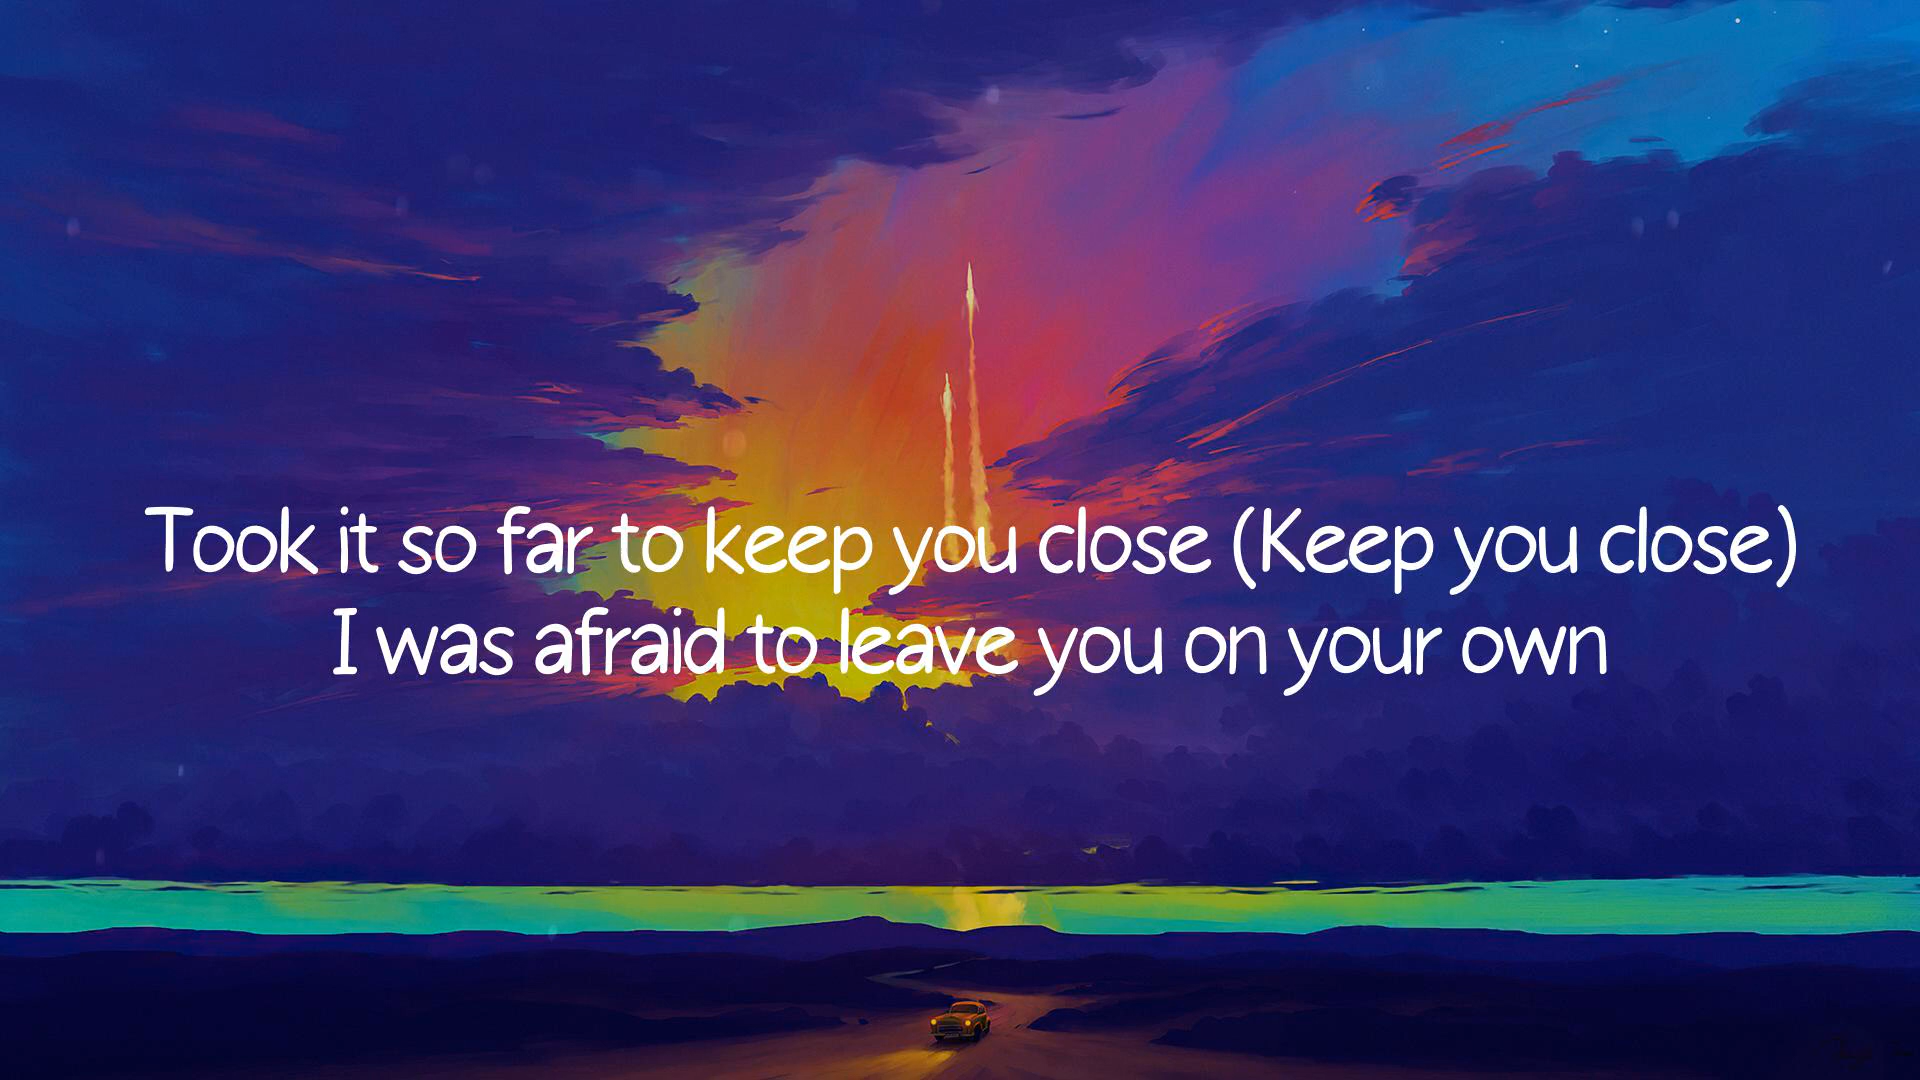 Took it so far to keep you close (Keep you close)
I was afraid to leave you on your own